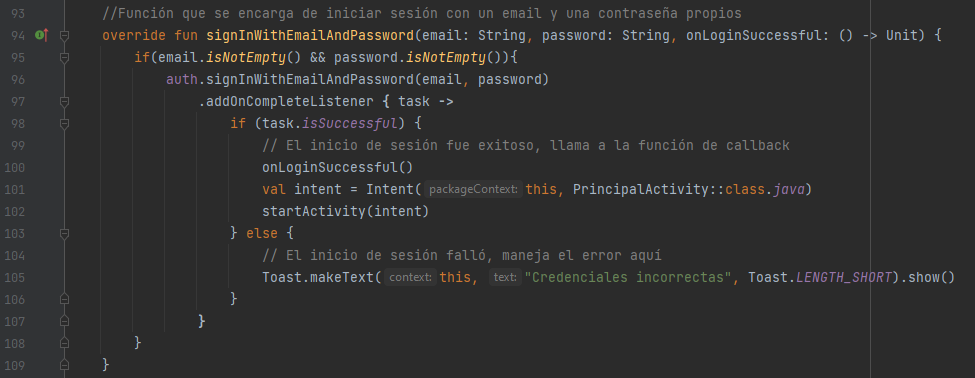 93 //Función que se encarga de iniciar sesión con un email y una contraseña propios
94 override fun signInWithEmailAndPassword(email: String, password: String, onLoginSuccessful: () -> Unit) {
95 if(email.isNotEmpty() && password.isNotEmpty()){
96 auth.signInWithEmailAndPassword(email, password)
97 .addOnCompleteListener { task ->
98 if (task.isSuccessful) {
99 // El inicio de sesión fue exitoso, llama a la función de callback
100 onLoginSuccessful()
101 val intent = Intent( packageContext: this, PrincipalActivity::class.java)
102 startActivity(intent)
103 } else {
104 // El inicio de sesión falló, maneja el error aquí
105 Toast.makeText( context: this, text: "Credenciales incorrectas", Toast.LENGTH_SHORT).show()
106 }
107 }
108 }
109 }